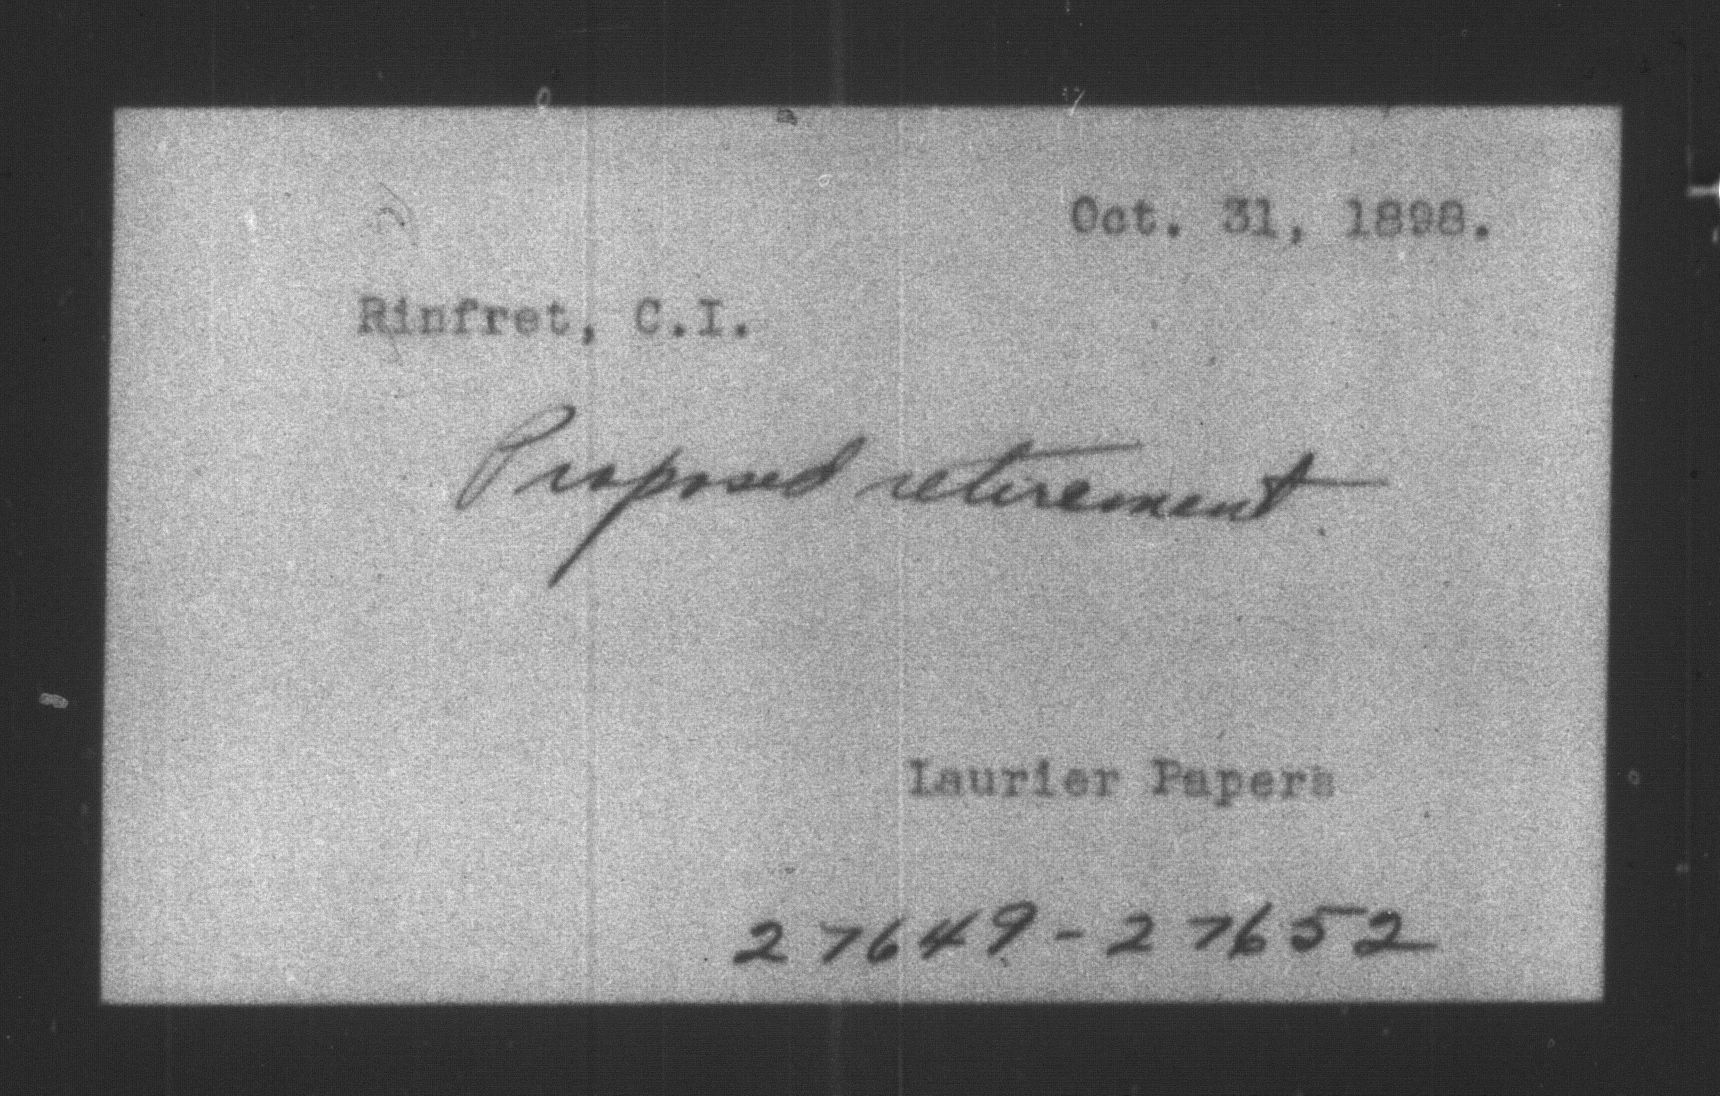 Oct. 31, 1898.
Rinfret, C.I.
Proposed retirement.
Laurier Papers
27649-27652